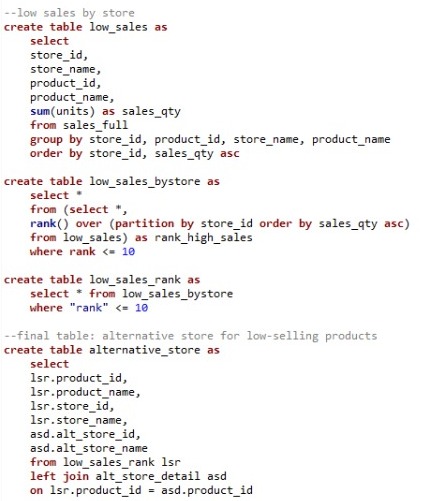 --low sales by store
create table low_sales as
select
store_id,
store_name,
product_id,
product_name,
sum(units) as sales_qty
from sales_full
group by store_id, product_id, store_name, product_name
order by store_id, sales_qty asc
create table low_sales_bystore as
select *
from (select *,
rank() over (partition by store_id order by sales_qty asc)
from low_sales) as rank_high_sales
where rank <= 10
create table low_sales_rank as
select * from low_sales_bystore
where "rank" <= 10
--final table: alternative store for low-selling products
create table alternative_store as
select
lsr.product_id,
lsr.product_name,
lsr.store_id,
lsr.store_name,
asd.alt_store_id,
asd.alt_store_name
from low_sales_rank lsr
left join alt_store_detail asd
on lsr.product_id = asd.product_id